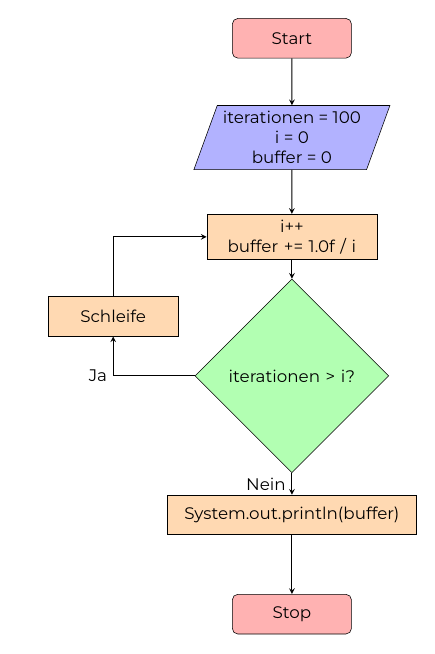 Start
iterationen = 100
i = 0
buffer = 0
i++
buffer += 1.0f / i
Schleife
iterationen > i?
Ja
Nein
System.out.println(buffer)
Stop